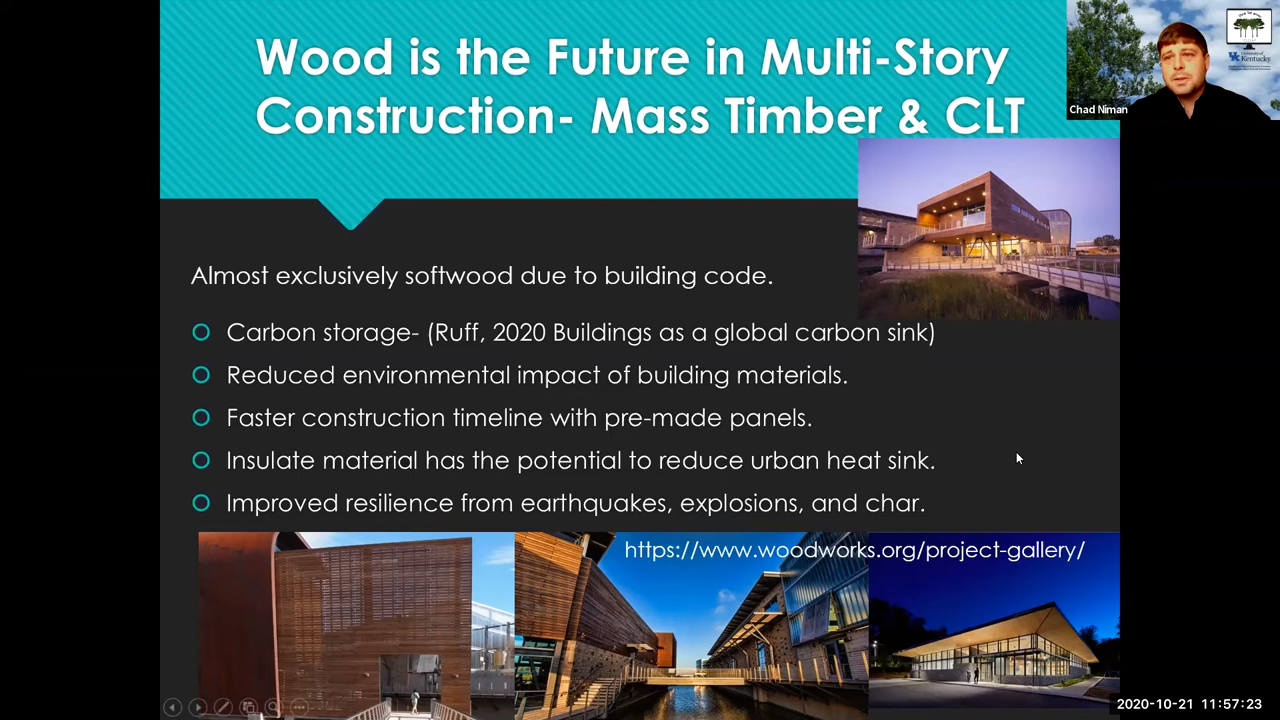 Wood is the Future in Multi-Story
Construction- Mass Timber & CLT
Chad Niman
University of
Kentucky
Almost exclusively softwood due to building code.
Carbon storage- (Ruff, 2020 Buildings as a global carbon sink)
Reduced environmental impact of building materials.
Faster construction timeline with pre-made panels.
Insulate material has the potential to reduce urban heat sink.
Improved resilience from earthquakes, explosions, and char.
https://www.woodworks.org/project-gallery/
2020-10-21 11:57:23